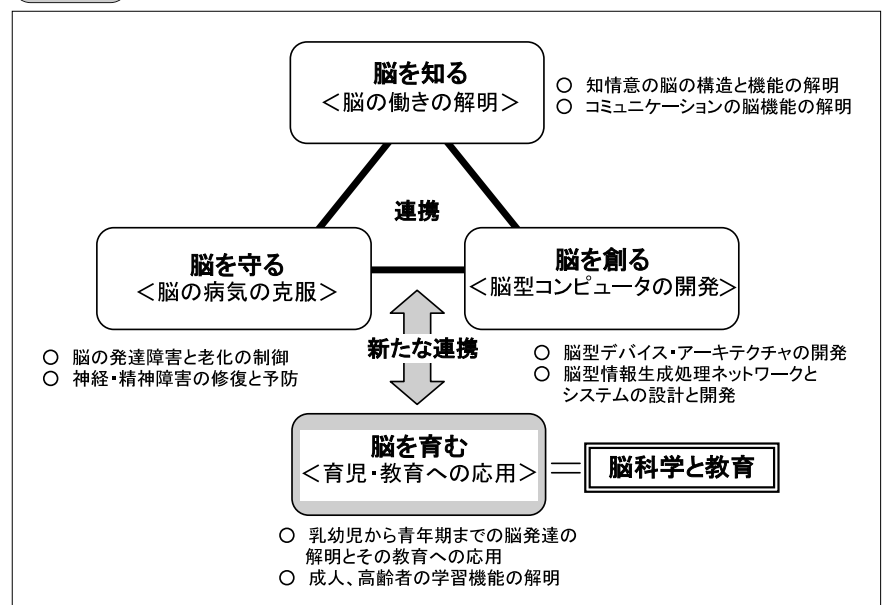 脳を知る
＜脳の働きの解明＞
○ 知情意の脳の構造と機能の解明
○ コミュニケーションの脳機能の解明
連携
脳を守る
＜脳の病気の克服＞
脳を創る
＜脳型コンピュータの開発＞
○ 脳の発達障害と老化の制御
○ 神経・精神障害の修復と予防
新たな連携
○ 脳型デバイス・アーキテクチャの開発
○ 脳型情報生成処理ネットワークと
システムの設計と開発
脳を育む
＜育児・教育への応用＞
脳科学と教育
○ 乳幼児から青年期までの脳発達の
解明とその教育への応用
○ 成人、高齢者の学習機能の解明